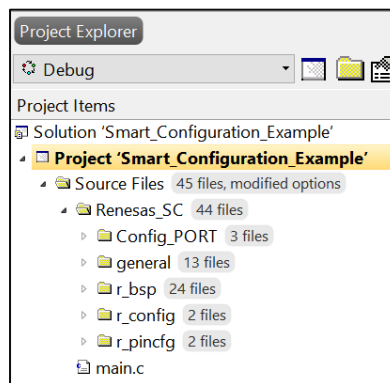 Project Explorer
Debug
Project Items
Solution 'Smart_Configuration_Example'
Project 'Smart_Configuration_Example'
Source Files 45 files, modified options
Renesas_SC 44 files
Config_PORT 3 files
general 13 files
r_bsp 24 files
r_config 2 files
r_pincfg 2 files
main.c